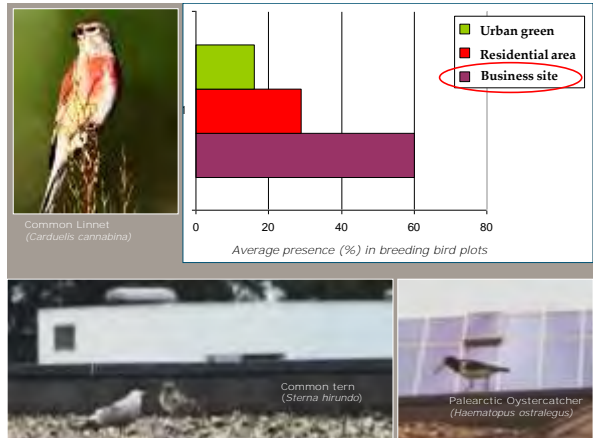 Urban green
Residential area
Business site
0 20 40 60 80
Average presence (%) in breeding bird plots
Common Linnet
(Carduelis cannabina)
Common tern
(Sterna hirundo)
Palearctic Oystercatcher
(Haematopus ostralegus)